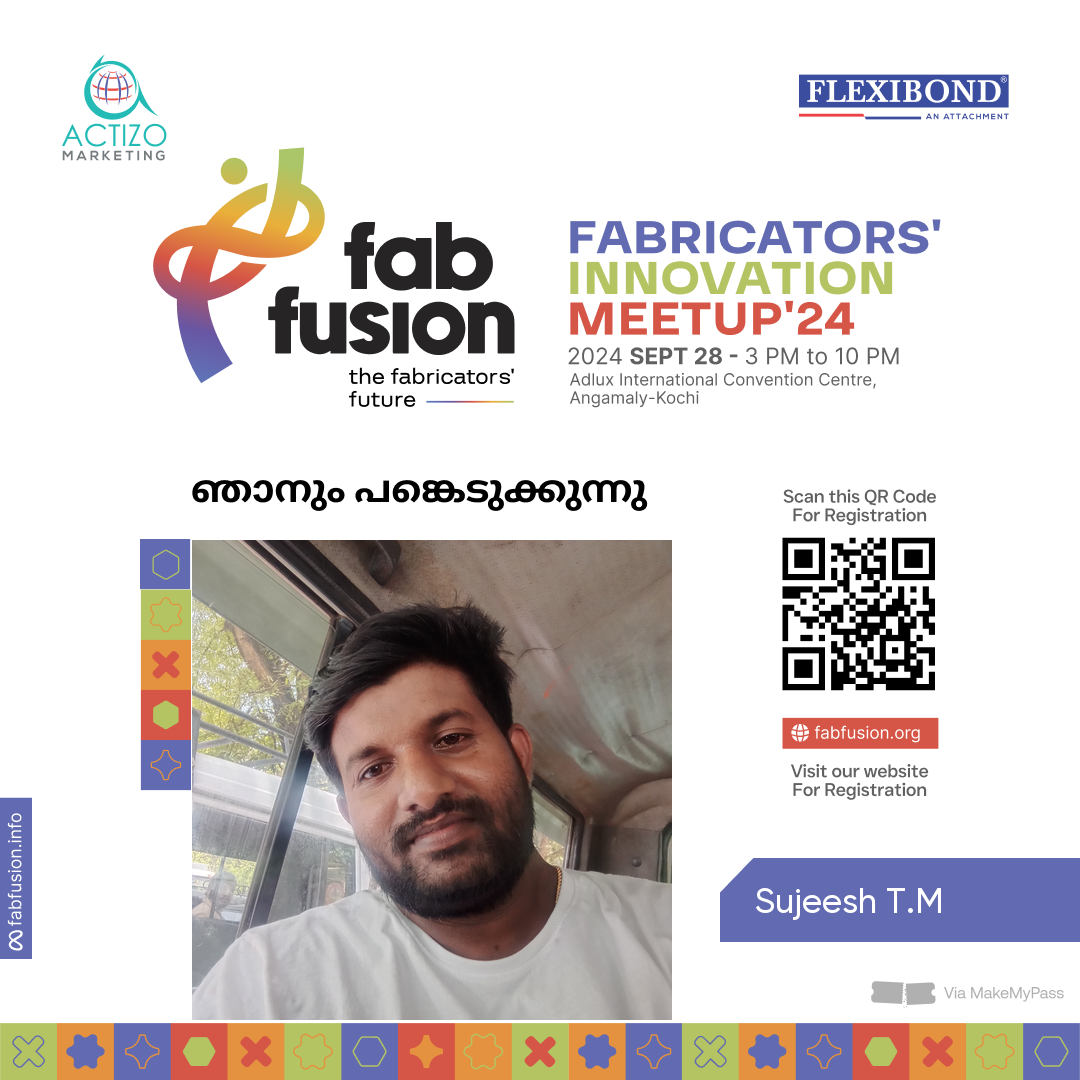 ACTIZO
MARKETING
FLEXIBOND®
AN ATTACHMENT
fab
fusion
the fabricators'
future
FABRICATORS'
INNOVATION
MEETUP'24
2024 SEPT 28 - 3 PM to 10 PM
Adlux International Convention Centre,
Angamaly-Kochi
ഞാനും പങ്കെടുക്കുന്നു
Scan this QR Code
For Registration
fabfusion.org
Visit our website
For Registration
fabfusion.info
Sujeesh T.M
Via MakeMyPass